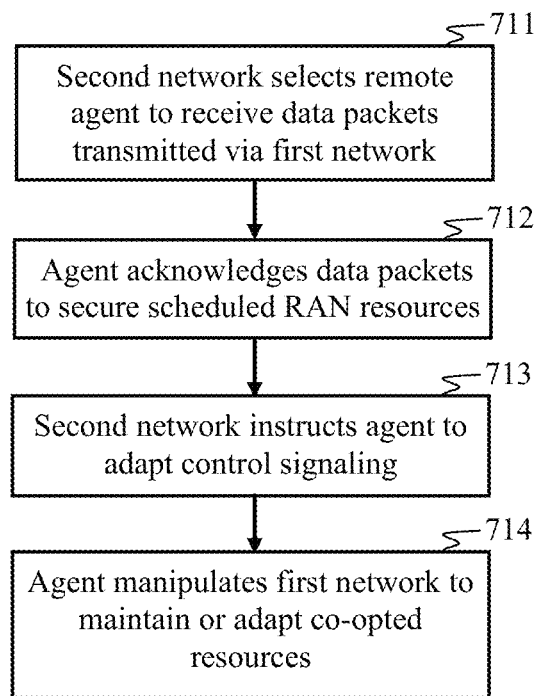 711
Second network selects remote
agent to receive data packets
transmitted via first network
712
Agent acknowledges data packets
to secure scheduled RAN resources
713
Second network instructs agent to
adapt control signaling
714
Agent manipulates first network to
maintain or adapt co-opted
resources